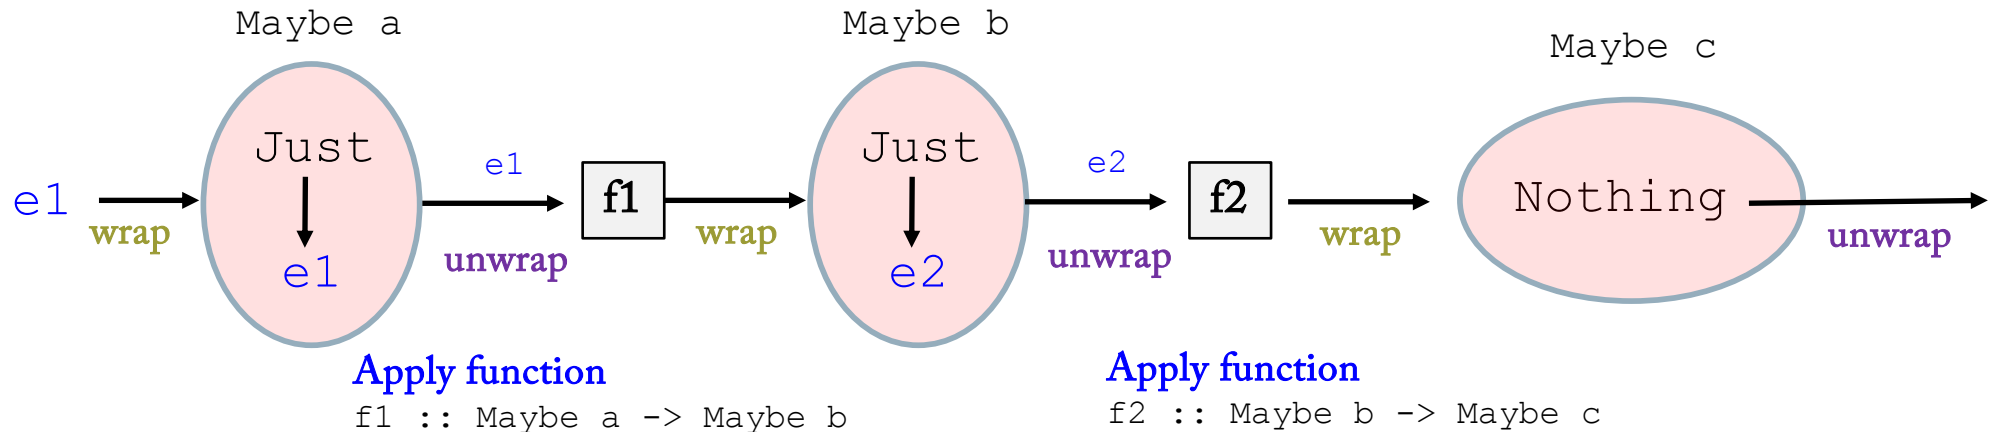 Maybe a
Maybe b
Maybe c
Just
e1
f1
Just
e2
f2
Nothing
e1
wrap
e1
unwrap
wrap
e2
unwrap
wrap
unwrap
Apply function
f1 :: Maybe a -> Maybe b
Apply function
f2 :: Maybe b -> Maybe c